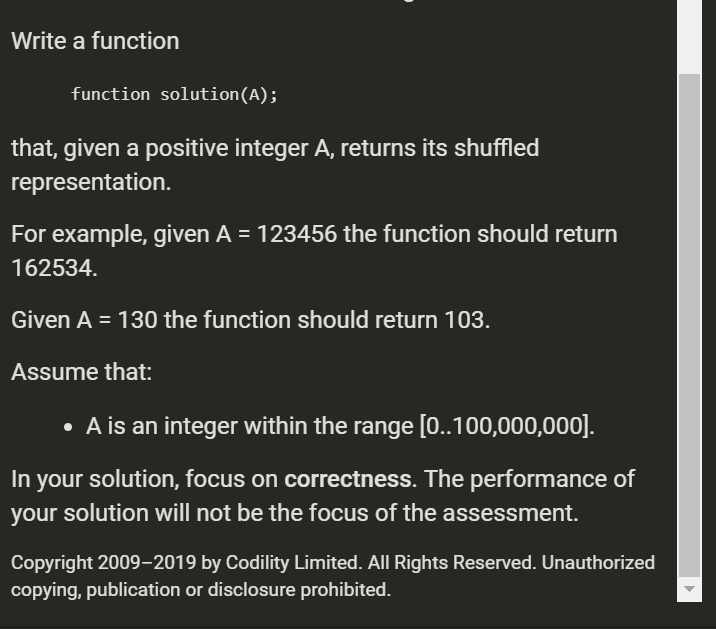 Write a function
function solution(A);
that, given a positive integer A, returns its shuffled
representation.
For example, given A = 123456 the function should return
162534.
Given A = 130 the function should return 103.
Assume that:
• A is an integer within the range [0..100,000,000].
In your solution, focus on correctness. The performance of
your solution will not be the focus of the assessment.
Copyright 2009–2019 by Codility Limited. All Rights Reserved. Unauthorized
copying, publication or disclosure prohibited.